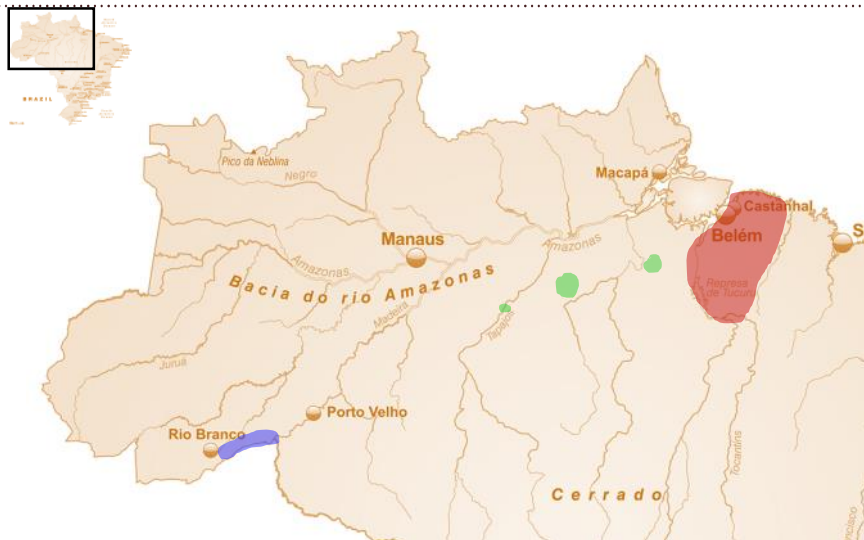 BRASIL
Pico da Neblina
Negro
Macapá
Castanhal
Belém
S
Manaus
Amazonas
Amazonas
Bacia do rio Amazonas
Represa
de Tucuruí
Madeira
Tapajós
Juruá
Porto Velho
Rio Branco
Tocantins
Cerrado
ncisco